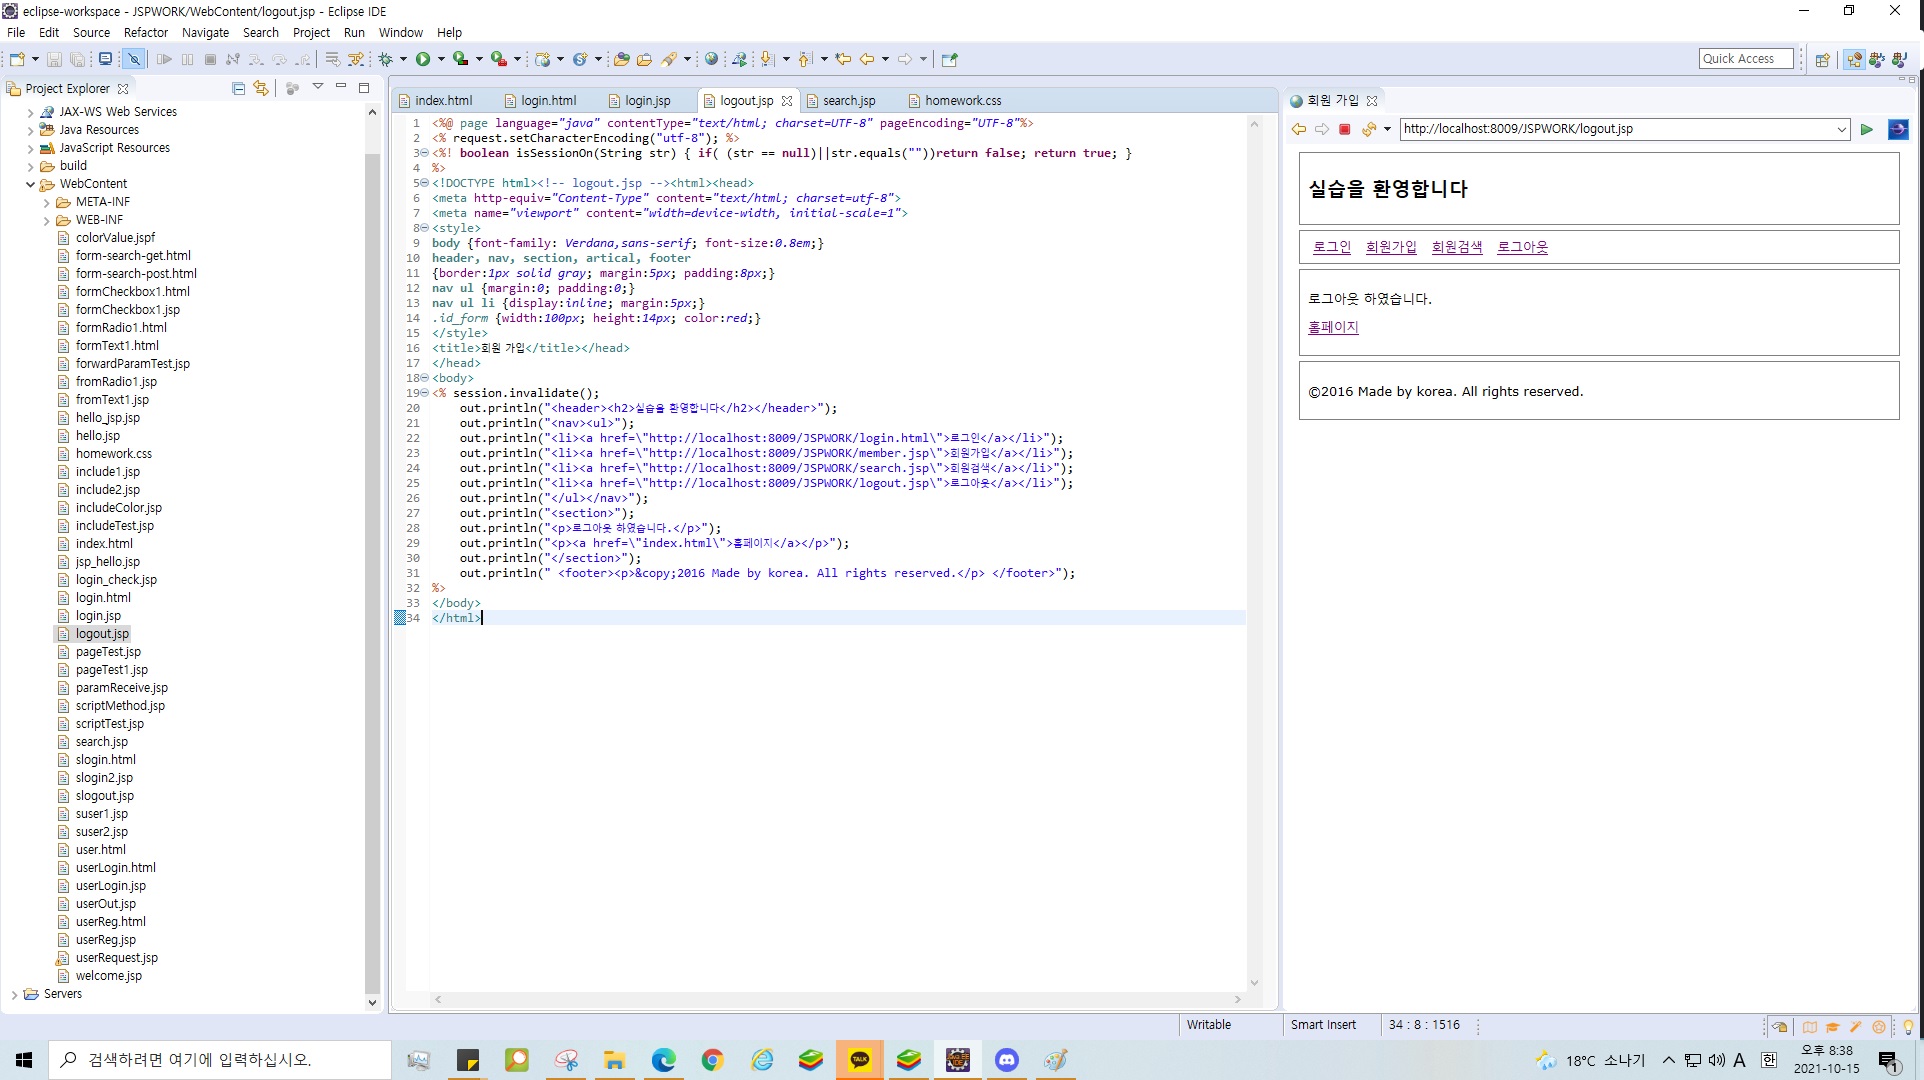 eclipse-workspace - JSPWORK/WebContent/logout.jsp - Eclipse IDE
File Edit Source Refactor Navigate Search Project Run Window Help
Quick Access
Project Explorer
JAX-WS Web Services
Java Resources
JavaScript Resources
build
WebContent
META-INF
WEB-INF
colorValue.jspf
form-search-get.html
form-search-post.html
formCheckbox1.html
formCheckbox1.jsp
formRadio1.html
formText1.html
forwardParamTest.jsp
fromRadio1.jsp
fromText1.jsp
hello_jsp.jsp
hello.jsp
homework.css
include1.jsp
include2.jsp
includeColor.jsp
includeTest.jsp
index.html
jsp_hello.jsp
login_check.jsp
login.html
login.jsp
logout.jsp
pageTest.jsp
pageTest1.jsp
paramReceive.jsp
scriptMethod.jsp
scriptTest.jsp
search.jsp
slogin.html
slogin2.jsp
slogout.jsp
suser1.jsp
suser2.jsp
user.html
userLogin.html
userLogin.jsp
userOut.jsp
userReg.html
userReg.jsp
userRequest.jsp
welcome.jsp
Servers
index.html login.html login.jsp logout.jsp search.jsp homework.css
1 <%@ page language="java" contentType="text/html; charset=UTF-8" pageEncoding="UTF-8"%>
2 <% request.setCharacterEncoding("utf-8"); %>
3 <%! boolean isSessionOn(String str) { if( (str == null)||str.equals(""))return false; return true; }
4 %>
5 <!DOCTYPE html><!-- logout.jsp --><html><head>
6 <meta http-equiv="Content-Type" content="text/html; charset=utf-8">
7 <meta name="viewport" content="width=device-width, initial-scale=1">
8 <style>
9 body {font-family: Verdana,sans-serif; font-size:0.8em;}
10 header, nav, section, artical, footer
11 {border:1px solid gray; margin:5px; padding:8px;}
12 nav ul {margin:0; padding:0;}
13 nav ul li {display:inline; margin:5px;}
14 .id_form {width:100px; height:14px; color:red;}
15 </style>
16 <title>회원 가입</title></head>
17 </head>
18 <body>
19 <% session.invalidate();
20 out.println("<header><h2>실습을 환영합니다</h2></header>");
21 out.println("<nav><ul>");
22 out.println("<li><a href=\"http://localhost:8009/JSPWORK/login.html\">로그인</a></li>");
23 out.println("<li><a href=\"http://localhost:8009/JSPWORK/member.jsp\">회원가입</a></li>");
24 out.println("<li><a href=\"http://localhost:8009/JSPWORK/search.jsp\">회원검색</a></li>");
25 out.println("<li><a href=\"http://localhost:8009/JSPWORK/logout.jsp\">로그아웃</a></li>");
26 out.println("</ul></nav>");
27 out.println("<section>");
28 out.println("<p>로그아웃 하였습니다.</p>");
29 out.println("<p><a href=\"index.html\">홈페이지</a></p>");
30 out.println("</section>");
31 out.println(" <footer><p>&copy;2016 Made by korea. All rights reserved.</p> </footer>");
32 %>
33 </body>
34 </html>
회원 가입
http://localhost:8009/JSPWORK/logout.jsp
실습을 환영합니다
로그인 회원가입 회원검색 로그아웃
로그아웃 하였습니다.
홈페이지
©2016 Made by korea. All rights reserved.
Writable Smart Insert 34 : 8 : 1516
검색하려면 여기에 입력하십시오.
TALK
18°C 소나기
A 한
오후 8:38
2021-10-15
1